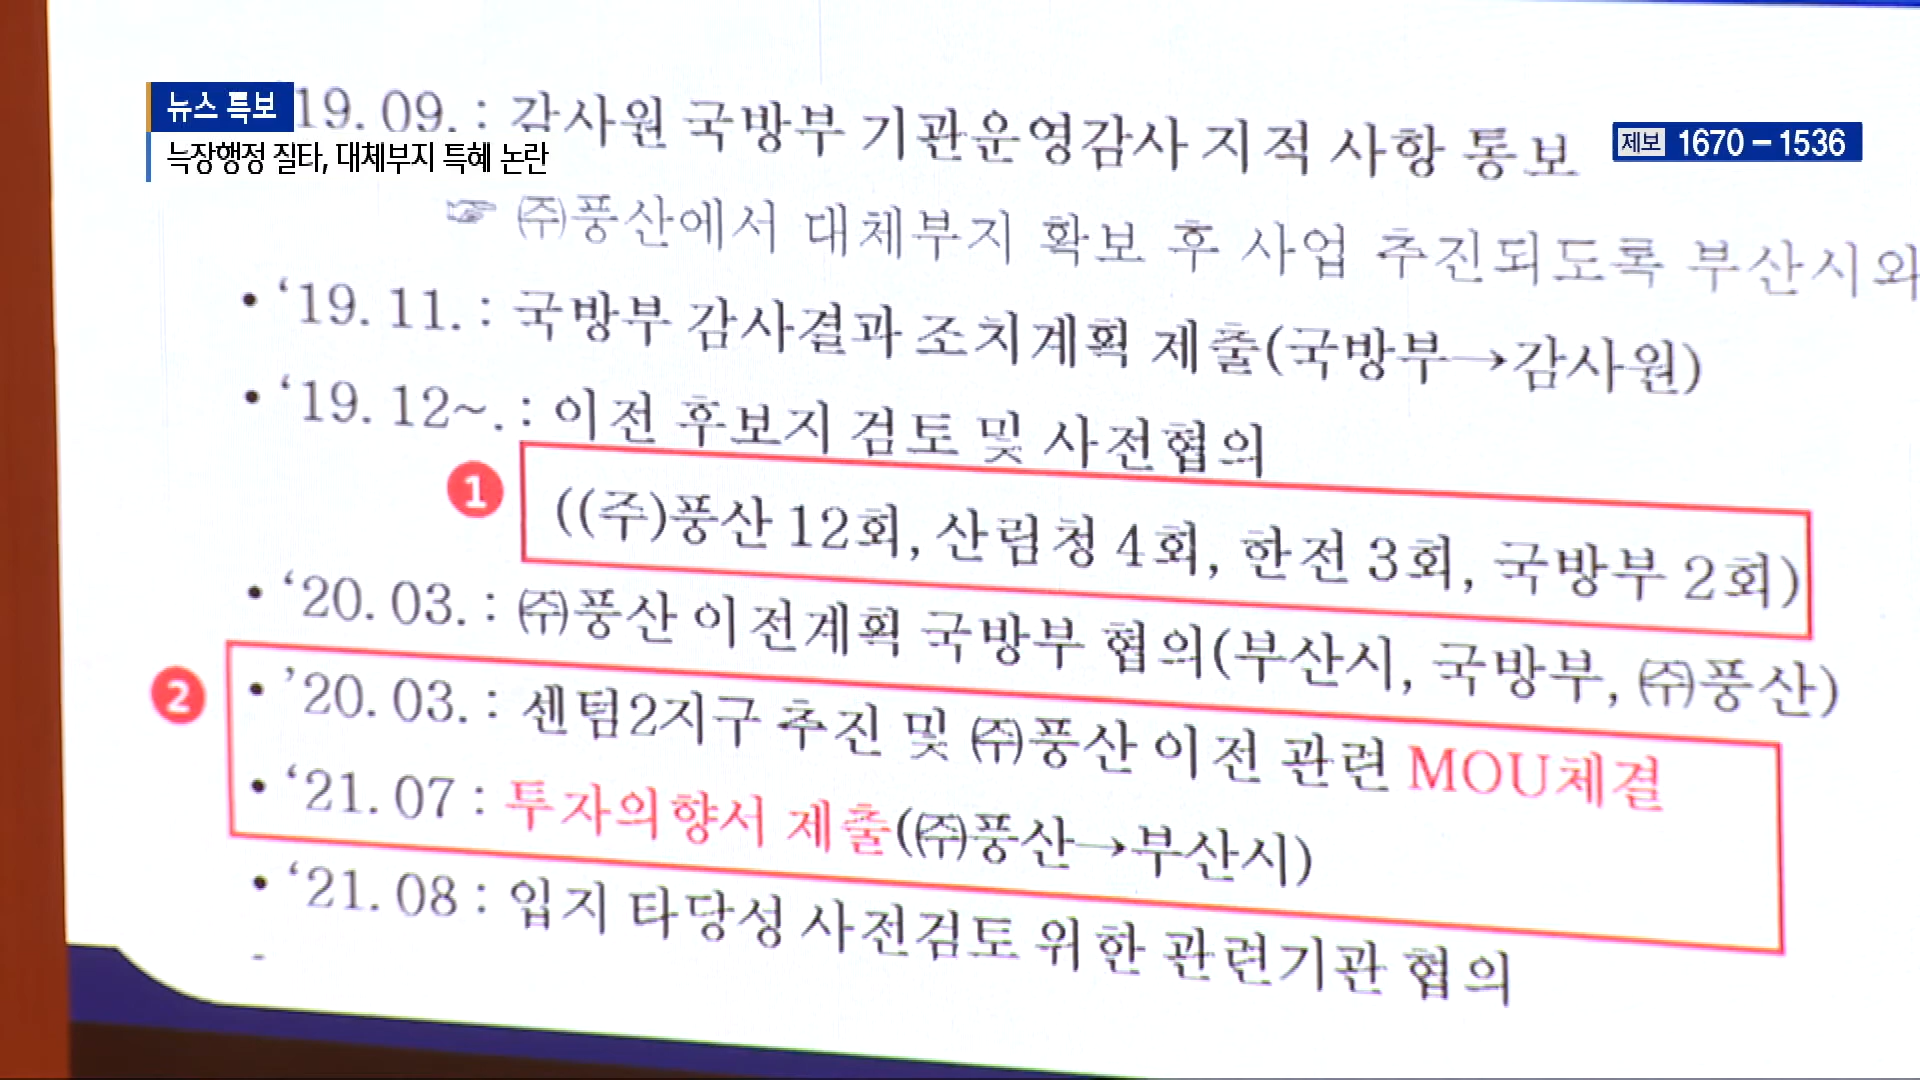 뉴스 특보
늑장행정 질타, 대체부지 특혜 논란
제보 1670-1536
19. 09. : 감사원 국방부 기관운영감사 지적 사항 통보
☞ ㈜풍산에서 대체부지 확보 후 사업 추진되도록 부산시와
• ‘19. 11. : 국방부 감사결과 조치계획 제출(국방부→감사원)
• ‘19. 12~. : 이전 후보지 검토 및 사전협의
1 ((주)풍산 12회, 산림청 4회, 한전 3회, 국방부 2회)
• ‘20. 03. : ㈜풍산 이전계획 국방부 협의(부산시, 국방부, ㈜풍산)
2 • ’20. 03. : 센텀2지구 추진 및 ㈜풍산 이전 관련 MOU체결
• ‘21. 07 : 투자의향서 제출(㈜풍산→부산시)
• ‘21. 08 : 입지 타당성 사전검토 위한 관련기관 협의
-